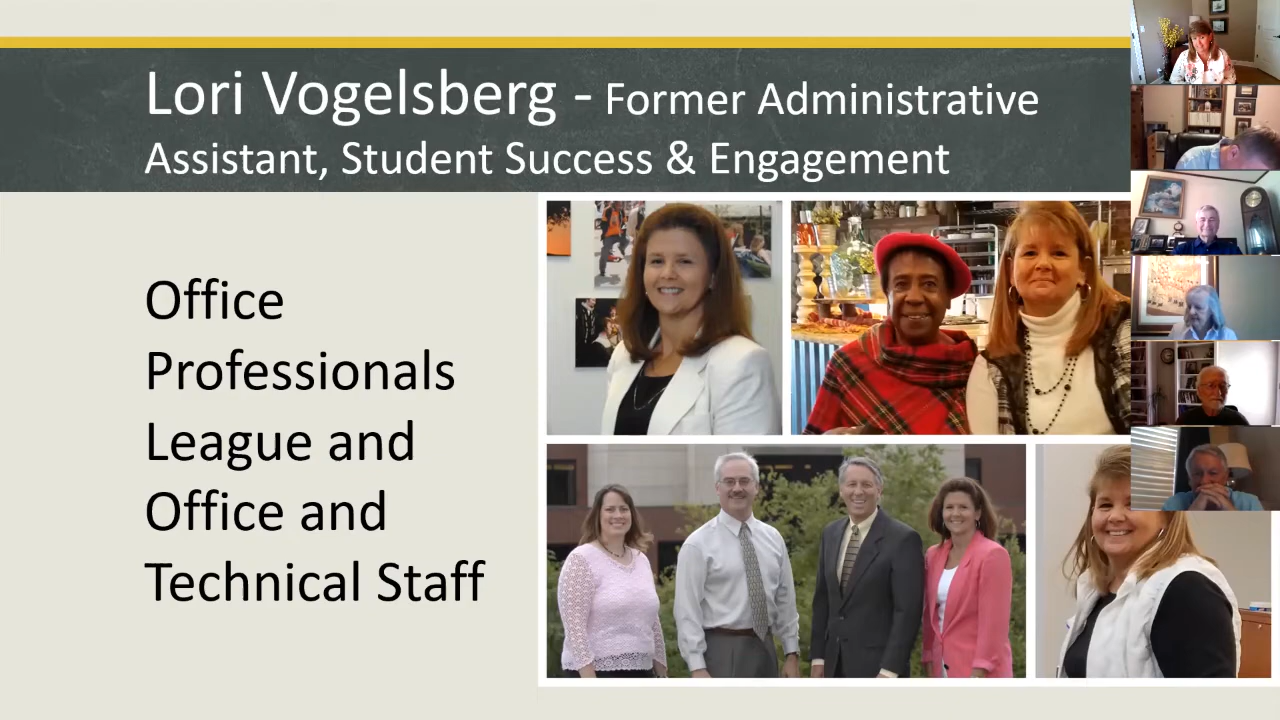 Lori Vogelsberg - Former Administrative
Assistant, Student Success & Engagement
Office
Professionals
League and
Office and
Technical Staff